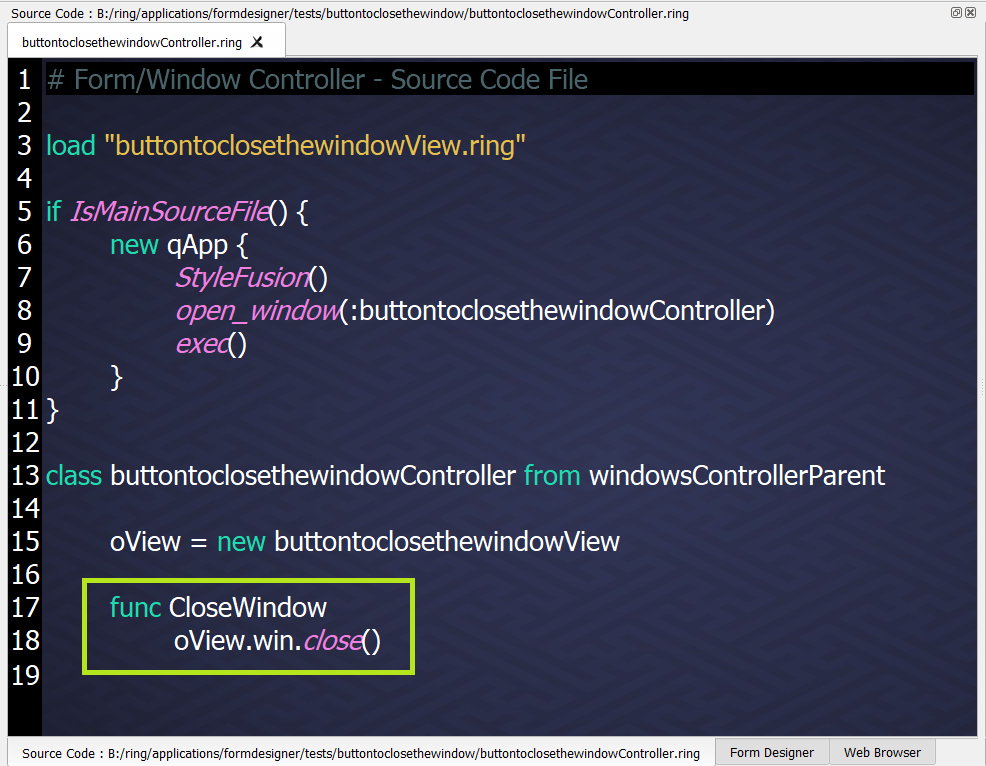 Source Code : B:/ring/applications/formdesigner/tests/buttontoclosethewindow/buttontoclosethewindowController.ring
buttontoclosethewindowController.ring
1 # Form/Window Controller - Source Code File
2
3 load "buttontoclosethewindowView.ring"
4
5 if IsMainSourceFile() {
6 new qApp {
7 StyleFusion()
8 open_window(:buttontoclosethewindowController)
9 exec()
10 }
11 }
12
13 class buttontoclosethewindowController from windowsControllerParent
14
15 oView = new buttontoclosethewindowView
16
17 func CloseWindow
18 oView.win.close()
19
Source Code : B:/ring/applications/formdesigner/tests/buttontoclosethewindow/buttontoclosethewindowController.ring Form Designer Web Browser